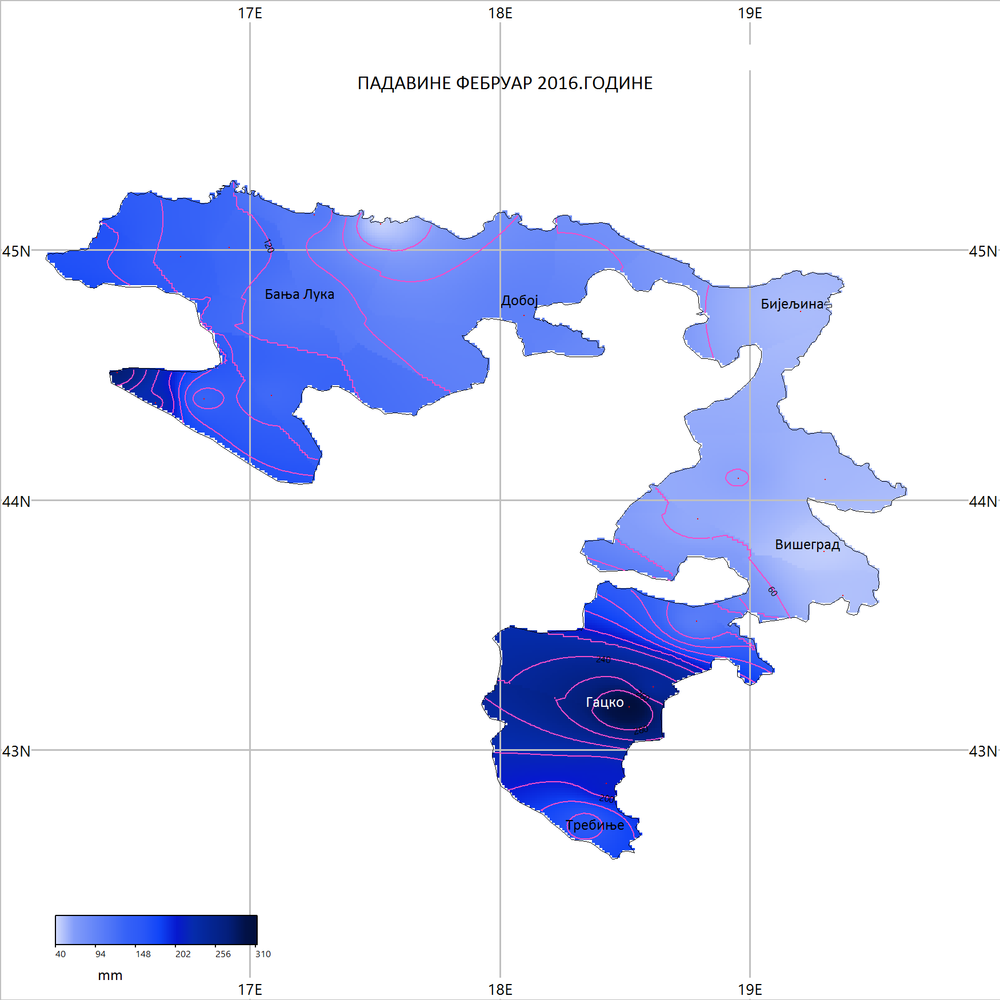 17E 18E 19E
ПАДАВИНЕ ФЕБРУАР 2016.ГОДИНЕ
45N 120 45N
Бања Лука Добој Бијељина
44N 44N
Вишеград
60
240
Гацко
280
43N 43N
200
Требиње
40 94 148 202 256 310
mm
17E 18E 19E